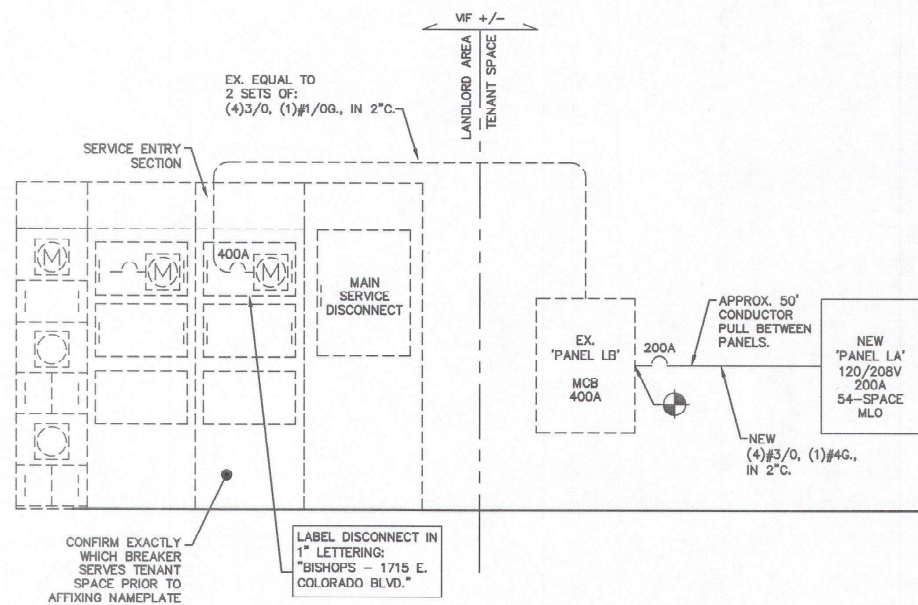 VIF +/-
LANDLORD AREA
TENANT SPACE
EX. EQUAL TO
2 SETS OF:
(4)3/0, (1)#1/0G., IN 2"C.
SERVICE ENTRY
SECTION
M
M
400A
M
MAIN
SERVICE
DISCONNECT
EX.
'PANEL LB'
MCB
400A
200A
APPROX. 50'
CONDUCTOR
PULL BETWEEN
PANELS.
NEW
'PANEL LA'
120/208V
200A
54-SPACE
MLO
NEW
(4)#3/0, (1)#4G.,
IN 2"C.
CONFIRM EXACTLY
WHICH BREAKER
SERVES TENANT
SPACE PRIOR TO
AFFIXING NAMEPLATE
LABEL DISCONNECT IN
1" LETTERING:
"BISHOPS - 1715 E.
COLORADO BLVD."